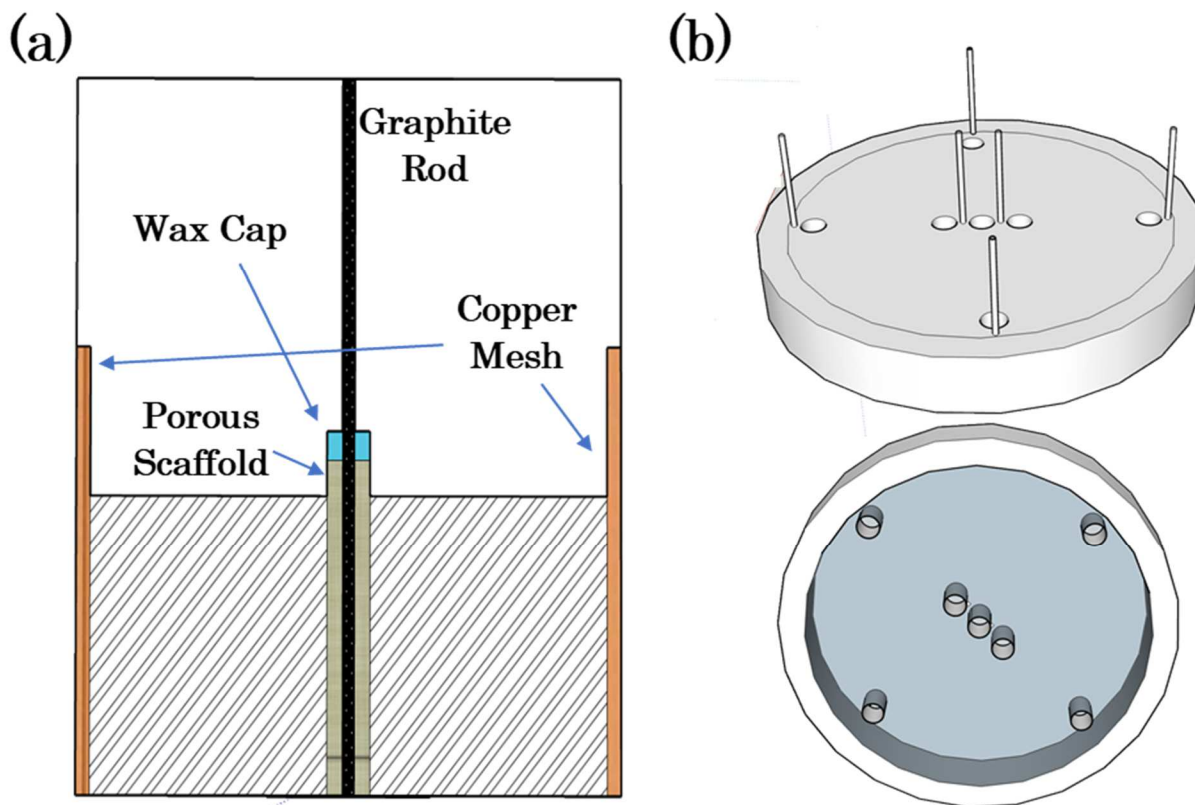 (a)
Graphite
Rod
Wax Cap
Copper
Mesh
Porous
Scaffold
(b)